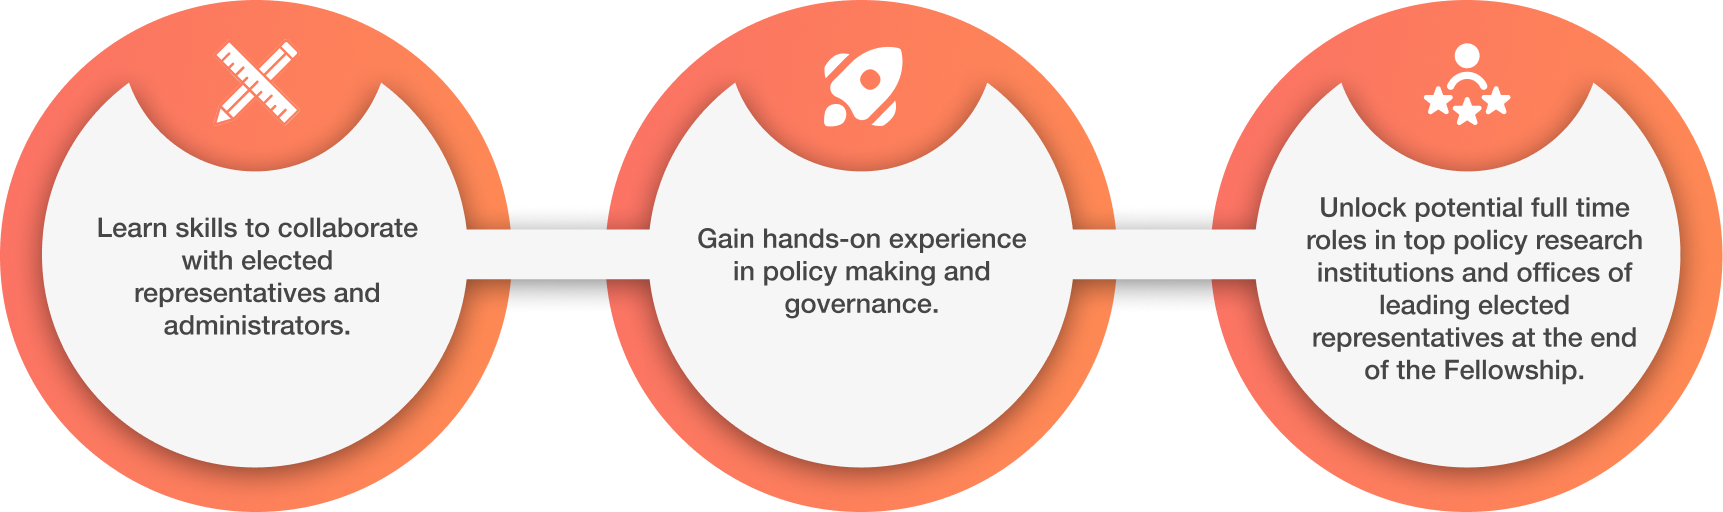 Learn skills to collaborate
with elected
representatives and
administrators.
Gain hands-on experience
in policy making and
governance.
Unlock potential full time
roles in top policy research
institutions and offices of
leading elected
representatives at the end
of the Fellowship.